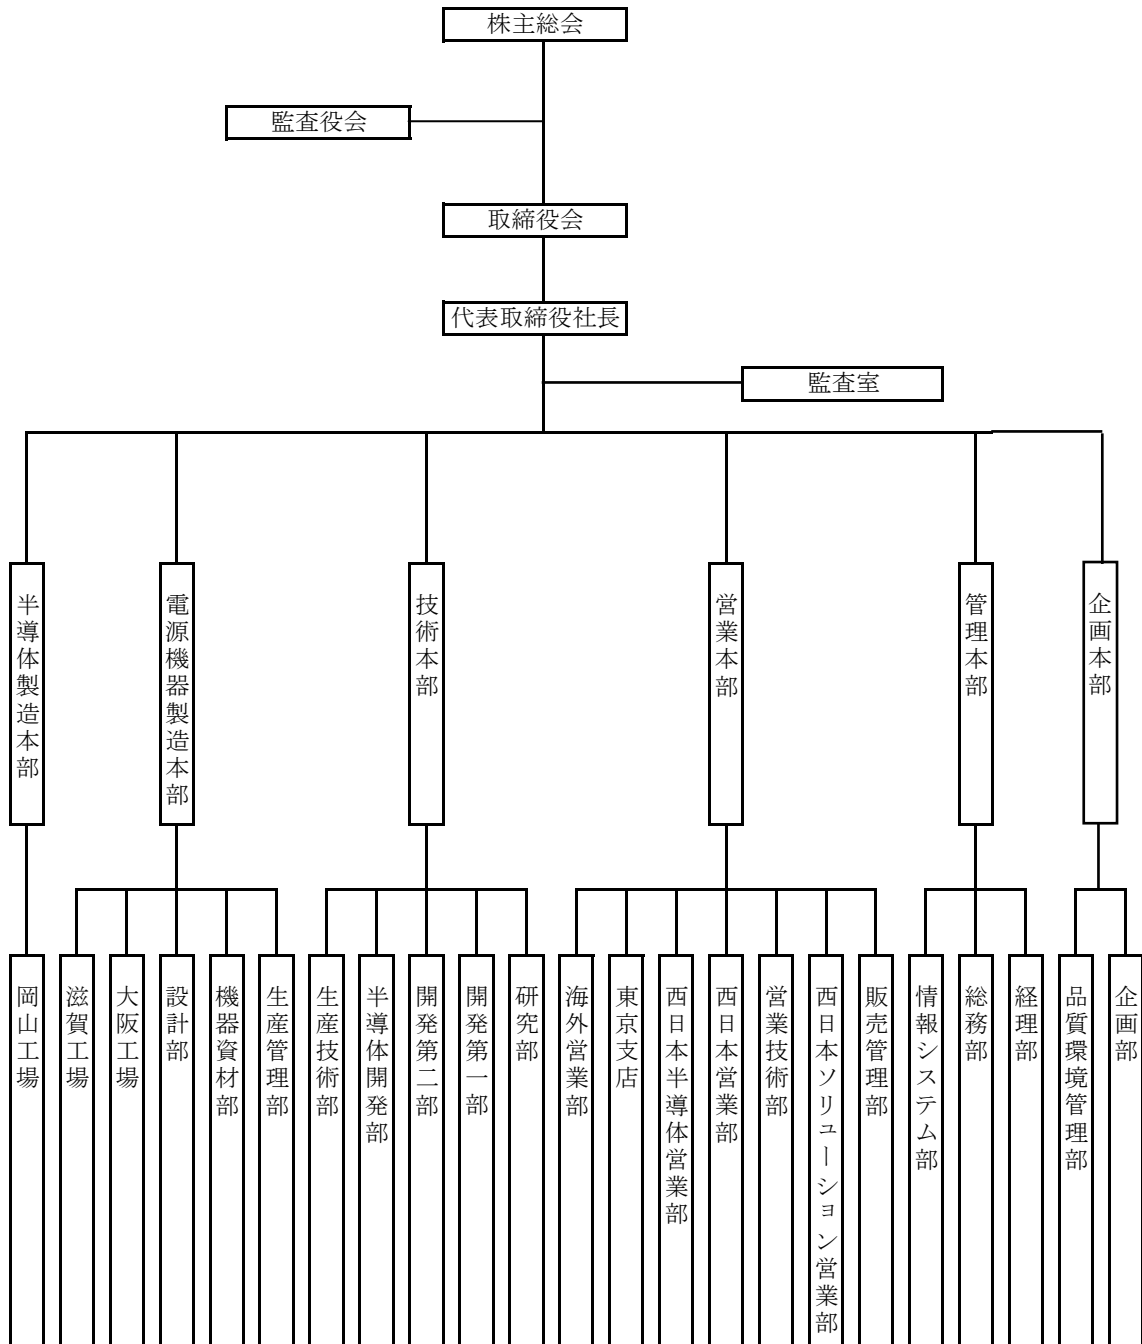 株主総会
監査役会
取締役会
代表取締役社長
監査室
半導体製造本部
電源機器製造本部
技術本部
営業本部
管理本部
企画本部
岡山工場
滋賀工場
大阪工場
設計部
機器資材部
生産管理部
生産技術部
半導体開発部
開発第二部
開発第一部
研究部
海外営業部
東京支店
西日本半導体営業部
西日本営業部
営業技術部
西日本ソリューション営業部
販売管理部
情報システム部
総務部
経理部
品質環境管理部
企画部